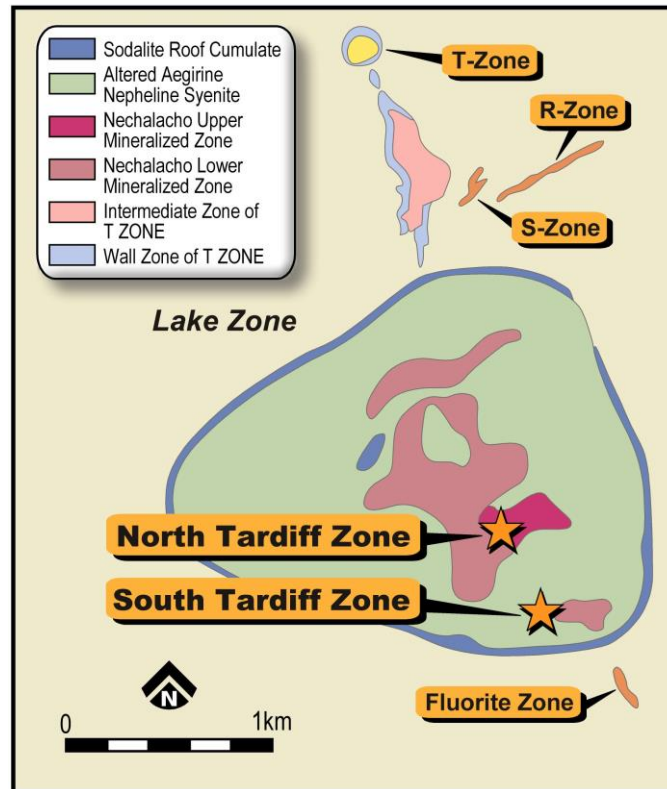 Sodalite Roof Cumulate
Altered Aegirine
Nepheline Syenite
Nechalacho Upper
Mineralized Zone
Nechalacho Lower
Mineralized Zone
Intermediate Zone of
T ZONE
Wall Zone of T ZONE
T-Zone
R-Zone
S-Zone
Lake Zone
North Tardiff Zone
South Tardiff Zone
Fluorite Zone
N
0 1km